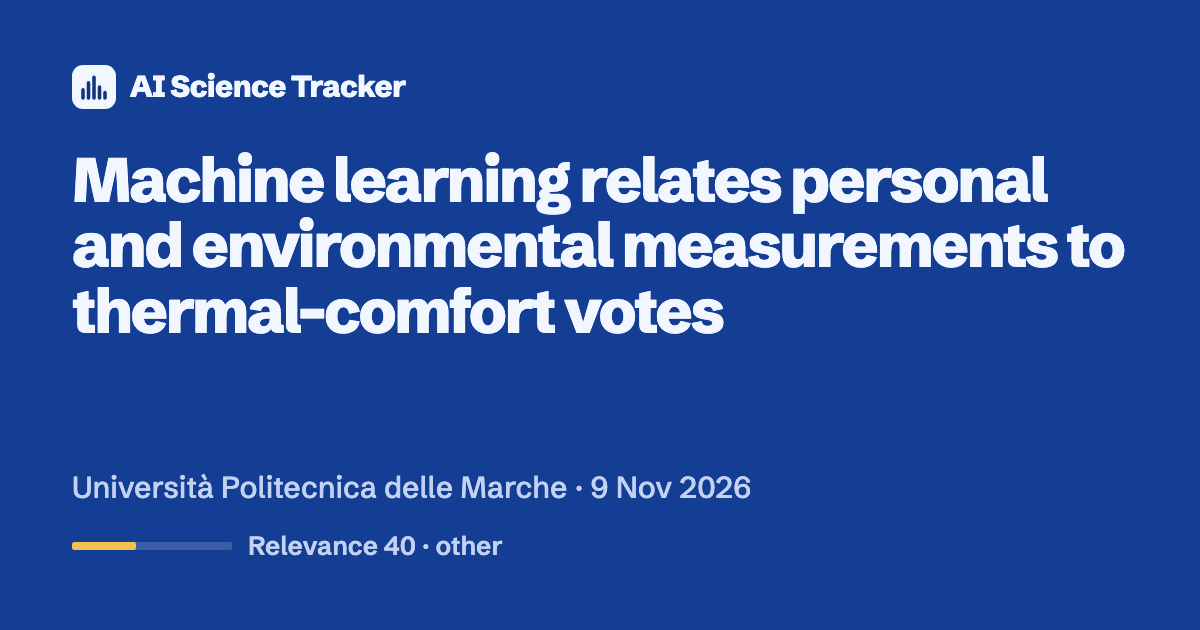 AI Science Tracker
Machine learning relates personal
and environmental measurements to
thermal-comfort votes
Università Politecnica delle Marche · 9 Nov 2026
Relevance 40 · other